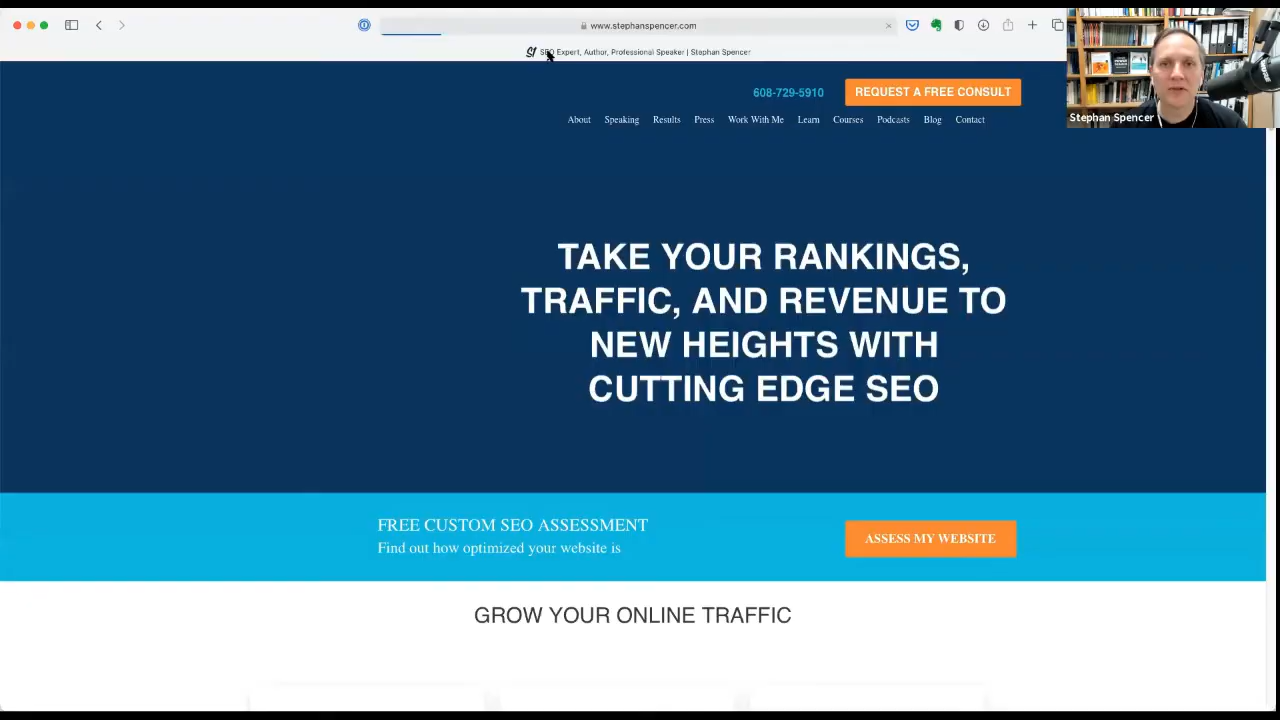 www.stephanspencer.com
SEO Expert, Author, Professional Speaker | Stephan Spencer
Stephan Spencer
608-729-5910
REQUEST A FREE CONSULT
About Speaking Results Press Work With Me Learn Courses Podcasts Blog Contact
TAKE YOUR RANKINGS,
TRAFFIC, AND REVENUE TO
NEW HEIGHTS WITH
CUTTING EDGE SEO
FREE CUSTOM SEO ASSESSMENT
Find out how optimized your website is
ASSESS MY WEBSITE
GROW YOUR ONLINE TRAFFIC